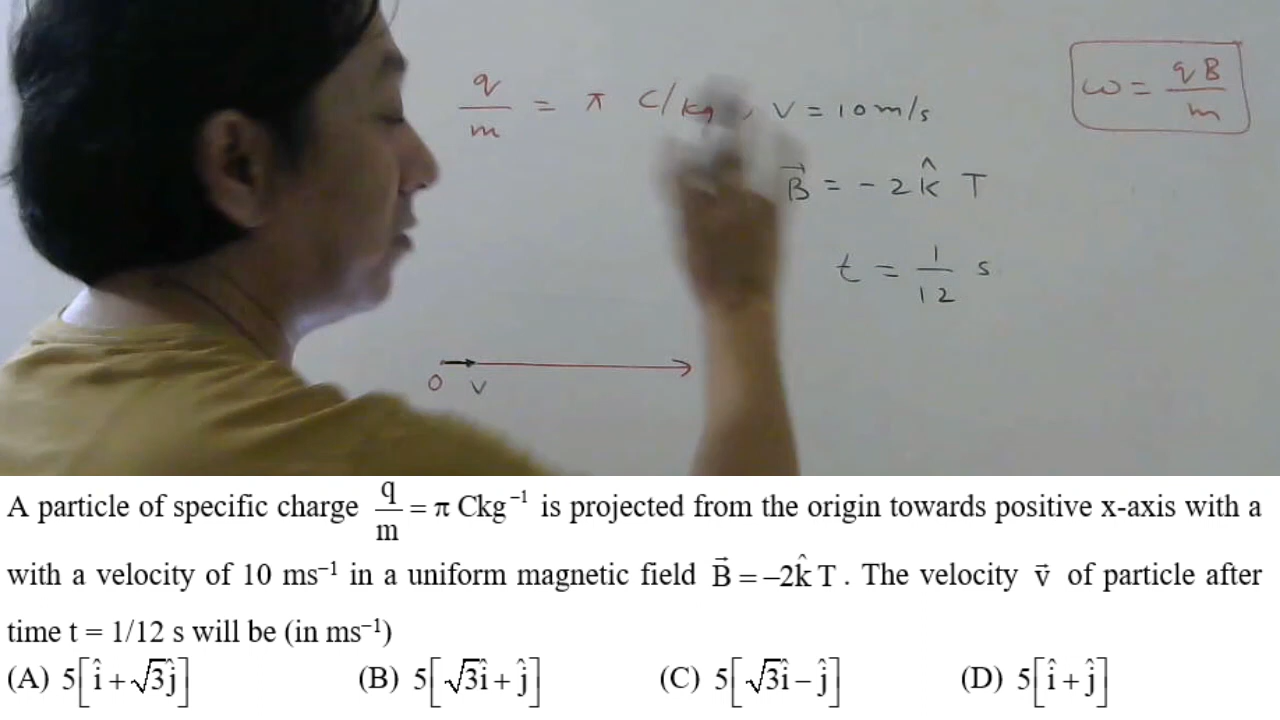 q/m = π C/kg, v = 10 m/s
ω = qB/m
B⃗ = -2k̂ T
t = 1/12 s
O v
A particle of specific charge q/m = π Ckg⁻¹ is projected from the origin towards positive x-axis with a
with a velocity of 10 ms⁻¹ in a uniform magnetic field B⃗ = –2k̂ T. The velocity v⃗ of particle after
time t = 1/12 s will be (in ms⁻¹)
(A) 5[î + √3ĵ] (B) 5[√3î + ĵ] (C) 5[√3î – ĵ] (D) 5[î + ĵ]